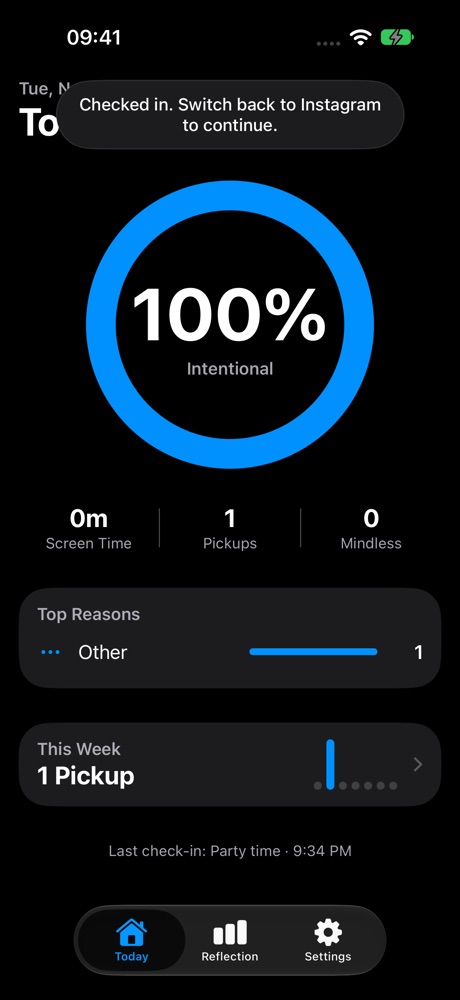 09:41
Tue, N
To
Checked in. Switch back to Instagram
to continue.
100%
Intentional
0m
Screen Time
1
Pickups
0
Mindless
Top Reasons
Other
1
This Week
1 Pickup
Last check-in: Party time · 9:34 PM
Today
Reflection
Settings